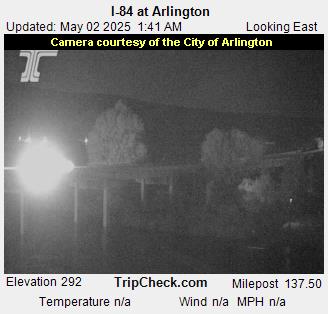 I-84 at Arlington
Updated: May 02 2025 1:41 AM Looking East
Camera courtesy of the City of Arlington
Elevation 292 TripCheck.com Milepost 137.50
Temperature n/a Wind n/a MPH n/a